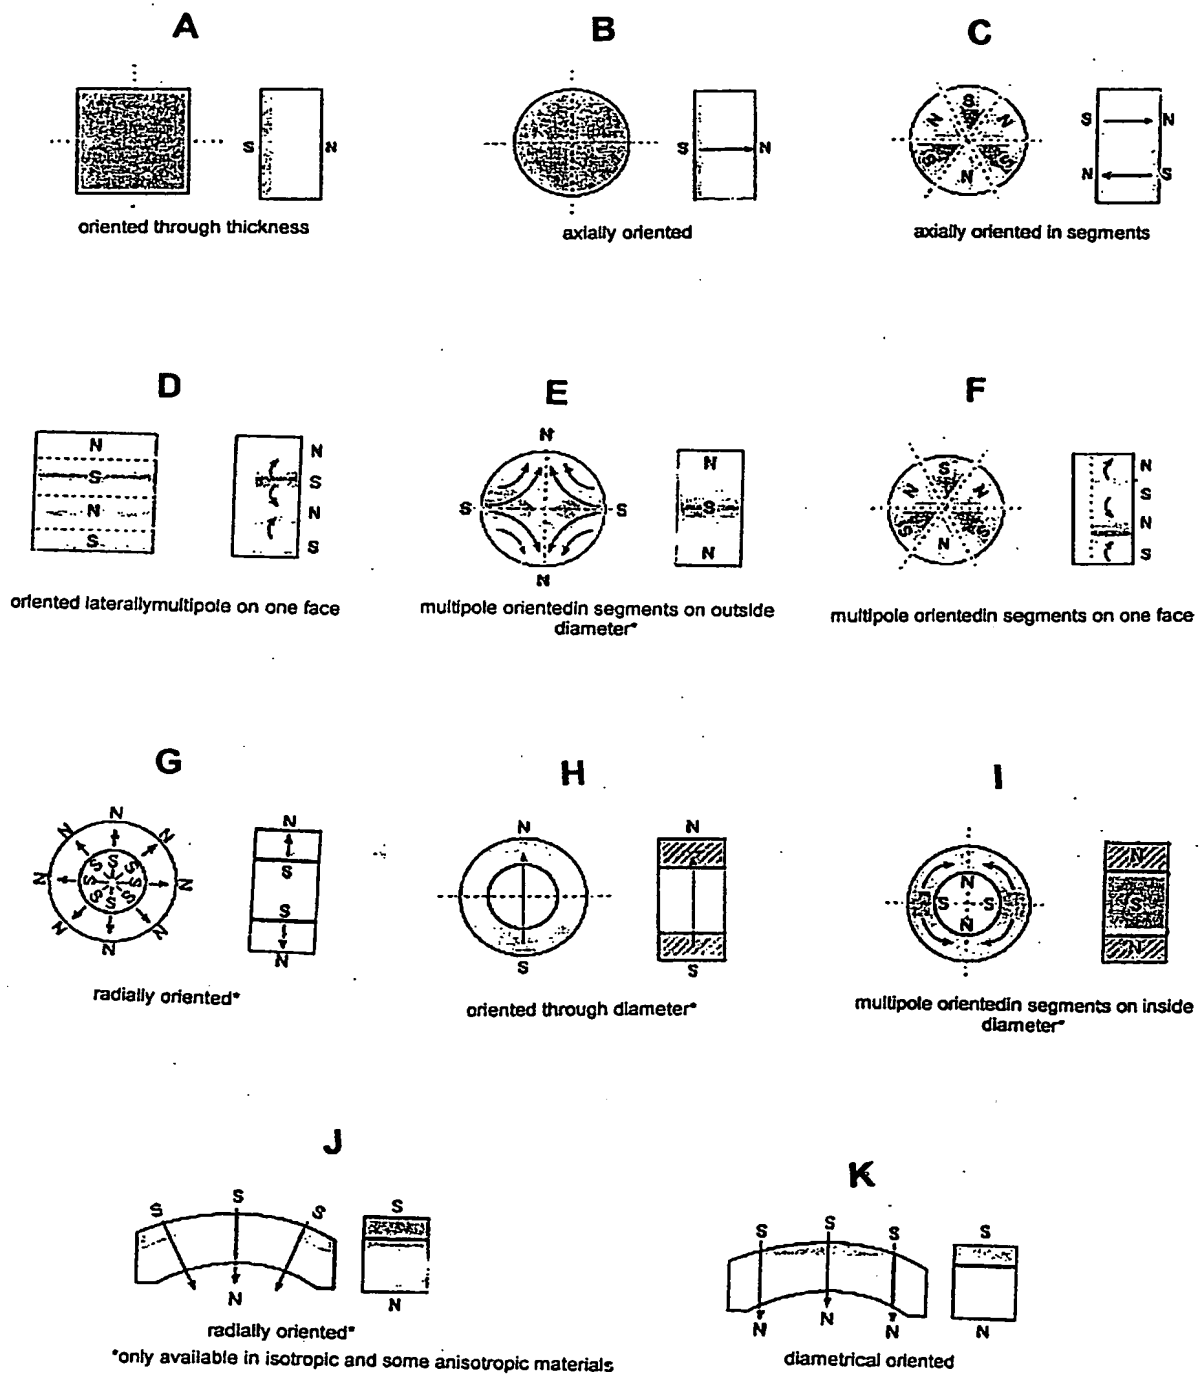 A
B
C
S
N
S
N
S
N
N
S
S
N
S
N
N
S
oriented through thickness
axially oriented
axially oriented in segments
D
E
F
N
S
N
S
N
S
N
S
N
S
S
N
N
S
N
S
N
N
S
S
N
N
S
N
S
oriented laterallymultipole on one face
multipole orientedin segments on outside
diameter*
multipole orientedin segments on one face
G
H
I
N
N
N
N
N
N
N
N
S
S
S
S
S
S
S
S
N
S
S
N
N
S
N
S
N
S
S
N
N
S
N
radially oriented*
oriented through diameter*
multipole orientedin segments on inside
diameter*
J
K
S
S
S
N
S
N
S
S
S
N
N
N
S
N
radially oriented*
*only available in isotropic and some anisotropic materials
diametrical oriented